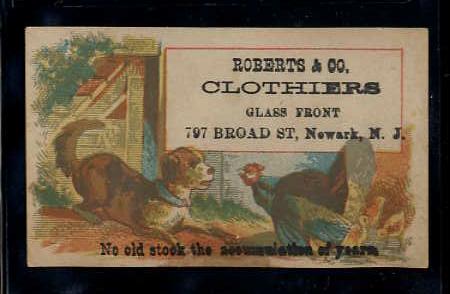 ROBERTS & CO.
CLOTHIERS
GLASS FRONT
797 BROAD ST, Newark, N. J.
No old stock the accumulation of years